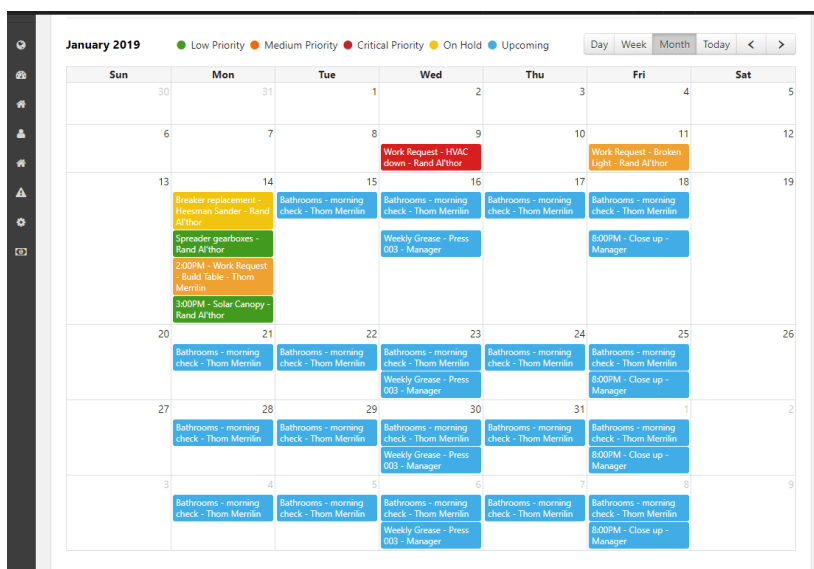 January 2019
Low Priority Medium Priority Critical Priority On Hold Upcoming
Day Week Month Today
Sun Mon Tue Wed Thu Fri Sat
30 31 1 2 3 4 5
6 7 8 9 10 11 12
Work Request - HVAC
down - Rand Al'thor
Work Request - Broken
Light - Rand Al'thor
13 14 15 16 17 18 19
Breaker replacement -
Heesman Sander - Rand
Al'thor
Spreader gearboxes -
Rand Al'thor
2:00PM - Work Request
- Build Table - Thom
Merrilin
3:00PM - Solar Canopy -
Rand Al'thor
Bathrooms - morning
check - Thom Merrilin
Bathrooms - morning
check - Thom Merrilin
Weekly Grease - Press
003 - Manager
Bathrooms - morning
check - Thom Merrilin
Bathrooms - morning
check - Thom Merrilin
8:00PM - Close up -
Manager
20 21 22 23 24 25 26
Bathrooms - morning
check - Thom Merrilin
Bathrooms - morning
check - Thom Merrilin
Bathrooms - morning
check - Thom Merrilin
Weekly Grease - Press
003 - Manager
Bathrooms - morning
check - Thom Merrilin
Bathrooms - morning
check - Thom Merrilin
8:00PM - Close up -
Manager
27 28 29 30 31 1 2
Bathrooms - morning
check - Thom Merrilin
Bathrooms - morning
check - Thom Merrilin
Bathrooms - morning
check - Thom Merrilin
Weekly Grease - Press
003 - Manager
Bathrooms - morning
check - Thom Merrilin
Bathrooms - morning
check - Thom Merrilin
8:00PM - Close up -
Manager
3 4 5 6 7 8 9
Bathrooms - morning
check - Thom Merrilin
Bathrooms - morning
check - Thom Merrilin
Bathrooms - morning
check - Thom Merrilin
Weekly Grease - Press
003 - Manager
Bathrooms - morning
check - Thom Merrilin
Bathrooms - morning
check - Thom Merrilin
8:00PM - Close up -
Manager